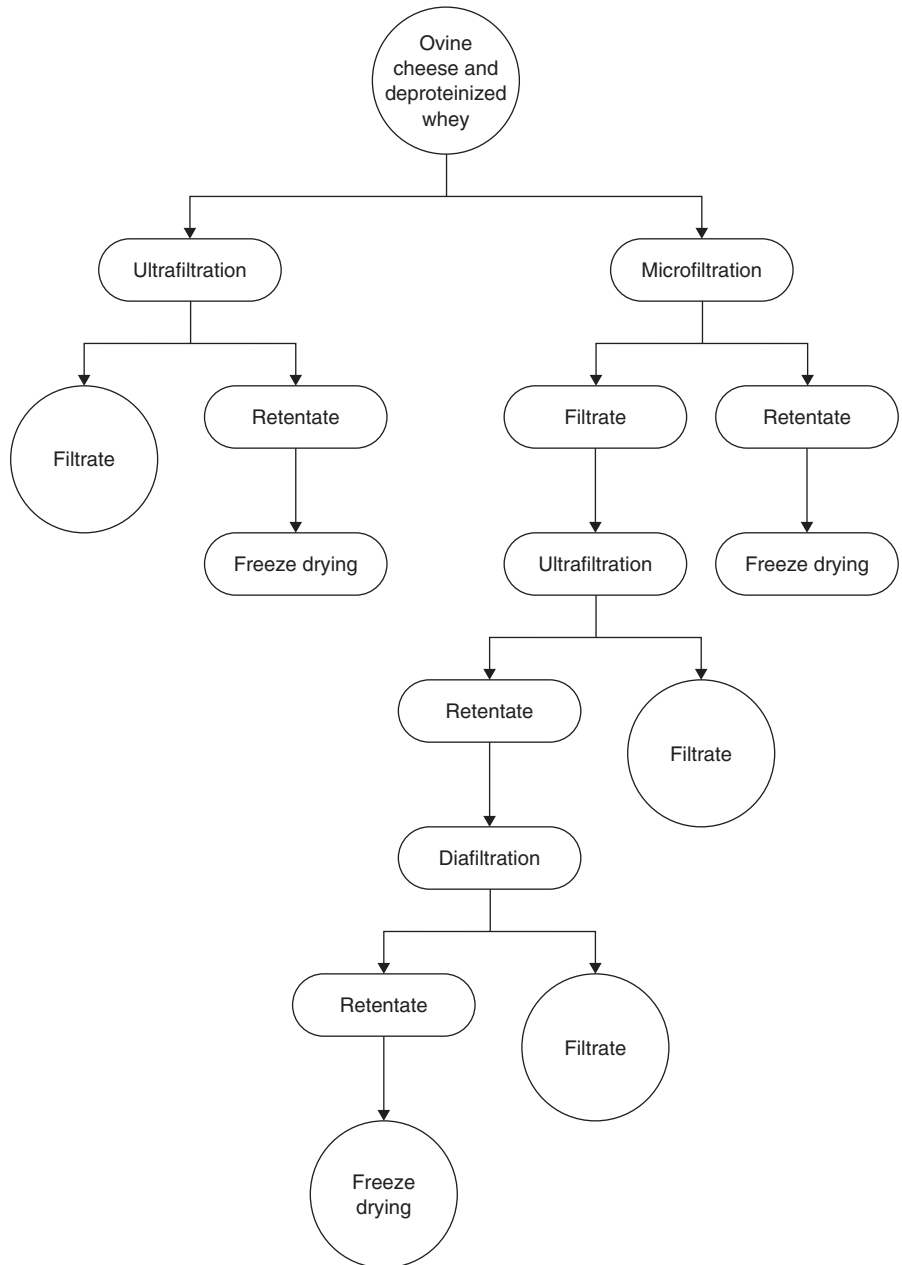 Ovine
cheese and
deproteinized
whey
Ultrafiltration
Microfiltration
Filtrate
Retentate
Filtrate
Retentate
Freeze drying
Ultrafiltration
Freeze drying
Retentate
Filtrate
Diafiltration
Retentate
Filtrate
Freeze
drying